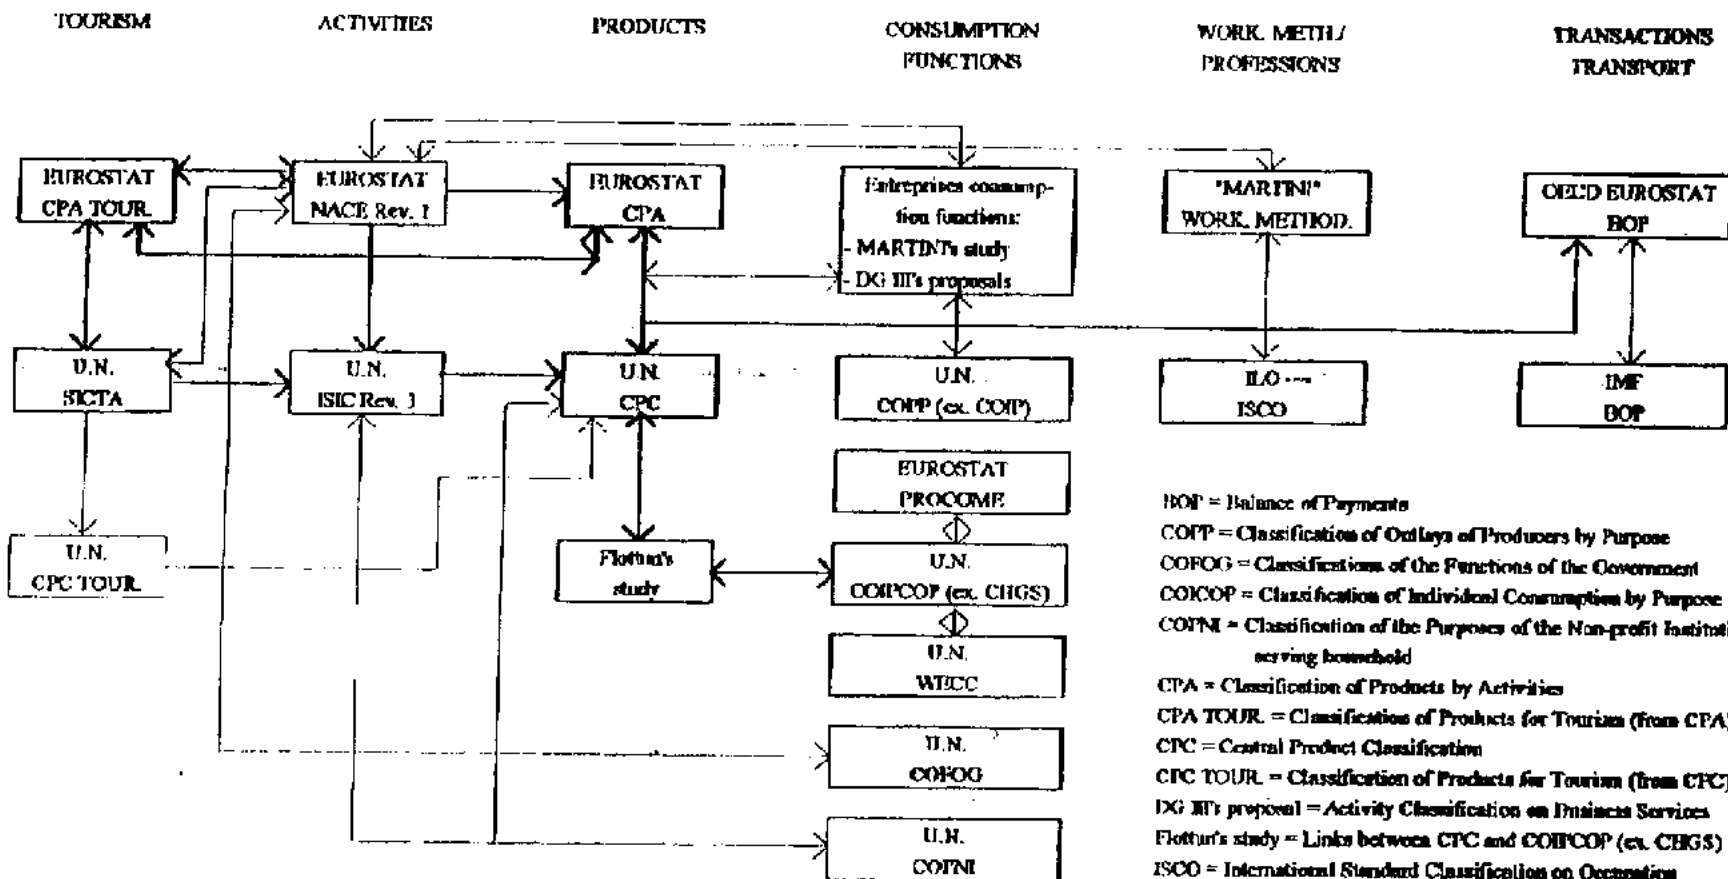 TOURISM
ACTIVITIES
PRODUCTS
CONSUMPTION
FUNCTIONS
WORK. METH./
PROFESSIONS
TRANSACTIONS
TRANSPORT
EUROSTAT
CPA TOUR.
EUROSTAT
NACE Rev. 1
EUROSTAT
CPA
Entreprises consump-
tion functions:
- MARTINI's study
- DG III's proposals
"MARTINI"
WORK. METHOD.
OECD EUROSTAT
BOP
U.N.
SICTA
U.N.
ISIC Rev. 3
U.N.
CPC
U.N.
COPP (ex. COIP)
ILO
ISCO
IMF
BOP
EUROSTAT
PROCOME
U.N.
CPC TOUR.
Flottun's
study
U.N.
COIPCOP (ex. CHGS)
U.N.
WECC
U.N.
COFOG
U.N.
COPNI
BOP = Balance of Payments
COPP = Classification of Outlays of Producers by Purpose
COFOG = Classifications of the Functions of the Government
COICOP = Classification of Individual Consumption by Purpose
COPNI = Classification of the Purposes of the Non-profit Instituti
serving household
CPA = Classification of Products by Activities
CPA TOUR. = Classification of Products for Tourism (from CPA)
CPC = Central Product Classification
CPC TOUR. = Classification of Products for Tourism (from CPC)
DG III's proposal = Activity Classification on Business Services
Flottun's study = Links between CPC and COIPCOP (ex. CHGS)
ISCO = International Standard Classification on Occupation